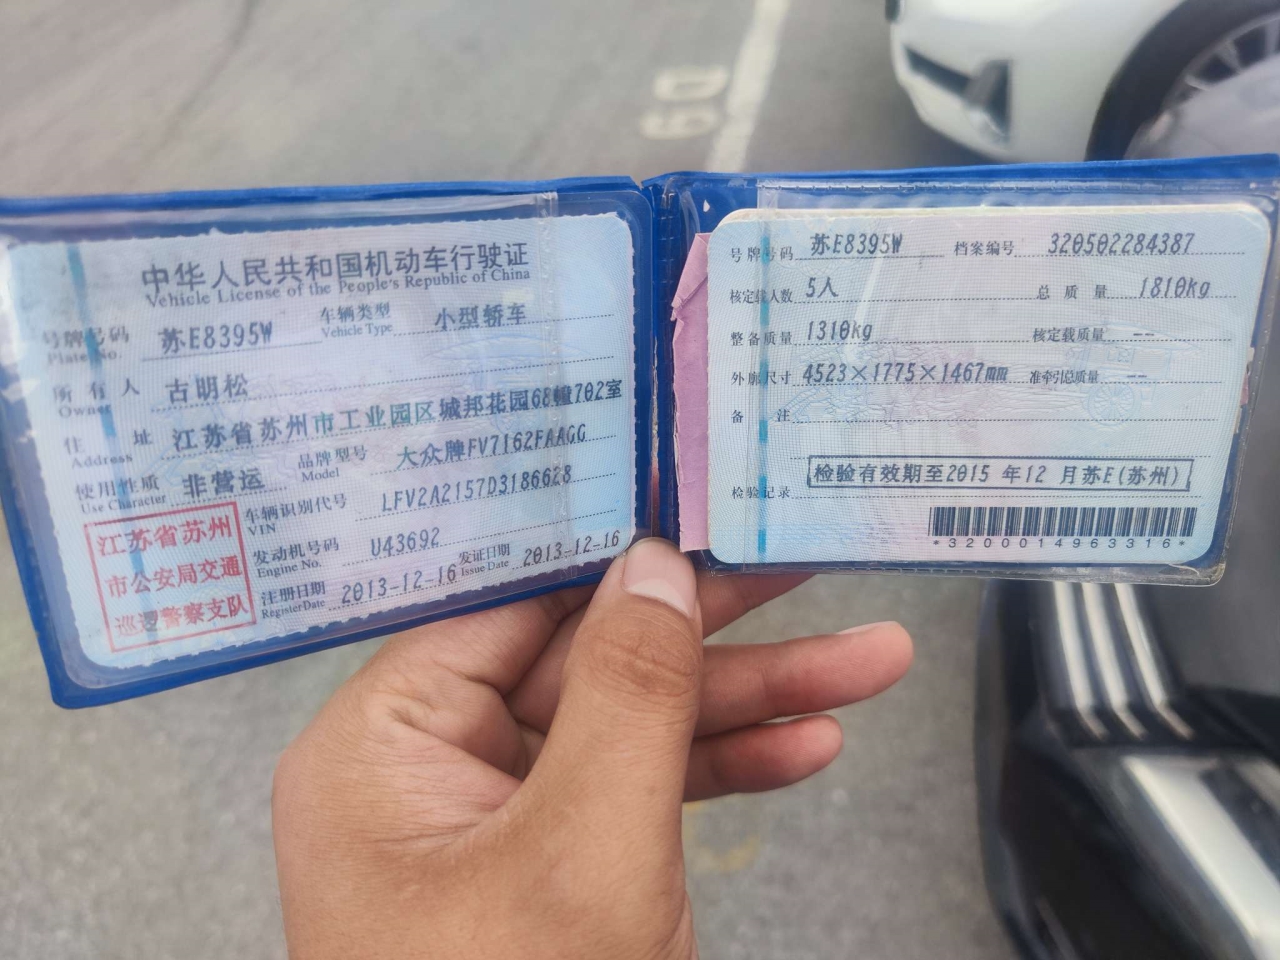 60
中华人民共和国机动车行驶证
Vehicle License of the People's Republic of China
号牌号码 苏E8395W 车辆类型 小型轿车
Plate No. Vehicle Type
所有人 古明松
Owner
住址 江苏省苏州市工业园区城邦花园68幢702室
Address
使用性质 非营运 品牌型号 大众牌FV7162FAAGG
Use Character Model
江苏省苏州
市公安局交通
巡逻警察支队
车辆识别代号 LFV2A2157D3186628
VIN
发动机号码 U43692
Engine No.
注册日期 2013-12-16 发证日期 2013-12-16
Register Date Issue Date
号牌号码 苏E8395W 档案编号 320502284387
核定载人数 5人 总质量 1810kg
整备质量 1310kg 核定载质量 --
外廓尺寸 4523×1775×1467mm 准牵引总质量 --
备注
检验有效期至2015 年12 月苏E(苏州)
检验记录
*3200014963316*